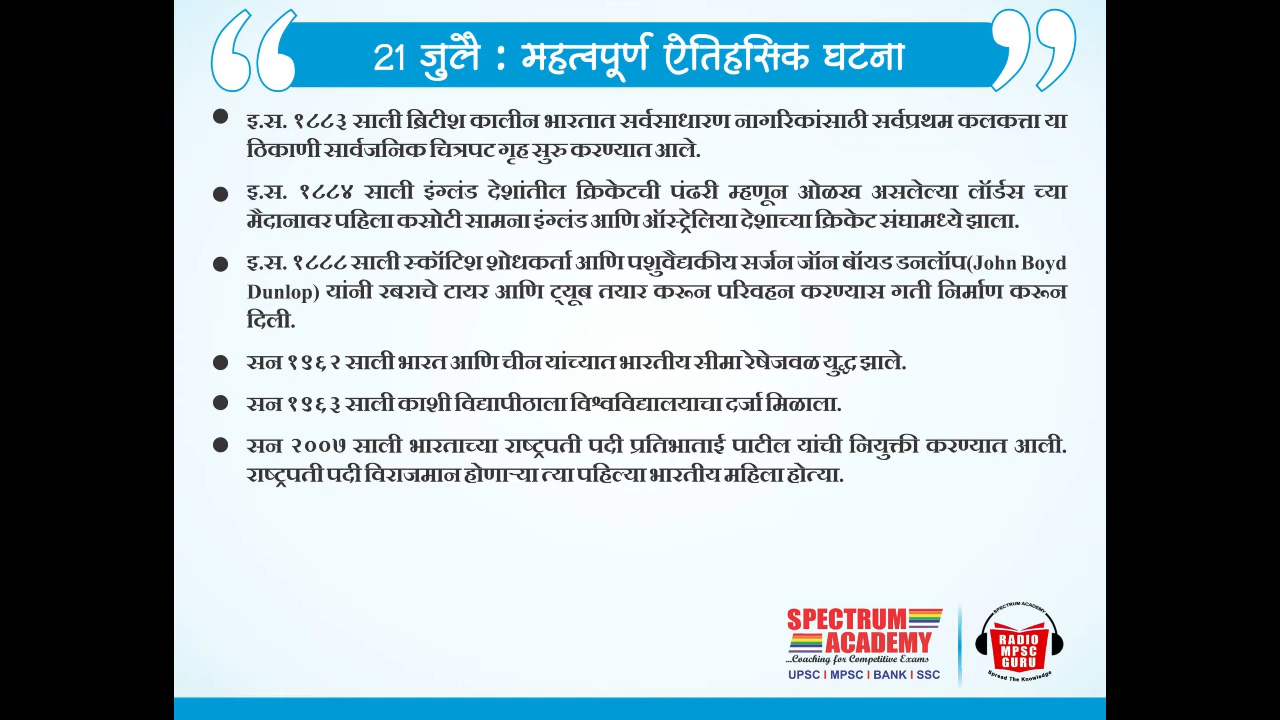 21 जुलै : महत्वपूर्ण ऐतिहसिक घटना
इ.स. १८८३ साली ब्रिटीश कालीन भारतात सर्वसाधारण नागरिकांसाठी सर्वप्रथम कलकत्ता या
ठिकाणी सार्वजनिक चित्रपट गृह सुरु करण्यात आले.
इ.स. १८८४ साली इंग्लंड देशांतील क्रिकेटची पंढरी म्हणून ओळख असलेल्या लॉर्डस च्या
मैदानावर पहिला कसोटी सामना इंग्लंड आणि ऑस्ट्रेलिया देशाच्या क्रिकेट संघामध्ये झाला.
इ.स. १८८८ साली स्कॉटिश शोधकर्ता आणि पशुवैद्यकीय सर्जन जॉन बॉयड डनलॉप(John Boyd
Dunlop) यांनी रबराचे टायर आणि ट्यूब तयार करून परिवहन करण्यास गती निर्माण करून
दिली.
सन १९६२ साली भारत आणि चीन यांच्यात भारतीय सीमा रेषेजवळ युद्ध झाले.
सन १९६३ साली काशी विद्यापीठाला विश्वविद्यालयाचा दर्जा मिळाला.
सन २००७ साली भारताच्या राष्ट्रपती पदी प्रतिभाताई पाटील यांची नियुक्ती करण्यात आली.
राष्ट्रपती पदी विराजमान होणाऱ्या त्या पहिल्या भारतीय महिला होत्या.
SPECTRUM
ACADEMY
...Coaching for Competitive Exams
UPSC | MPSC | BANK | SSC
SPECTRUM ACADEMY
RADIO
MPSC
GURU
Spread The Knowledge